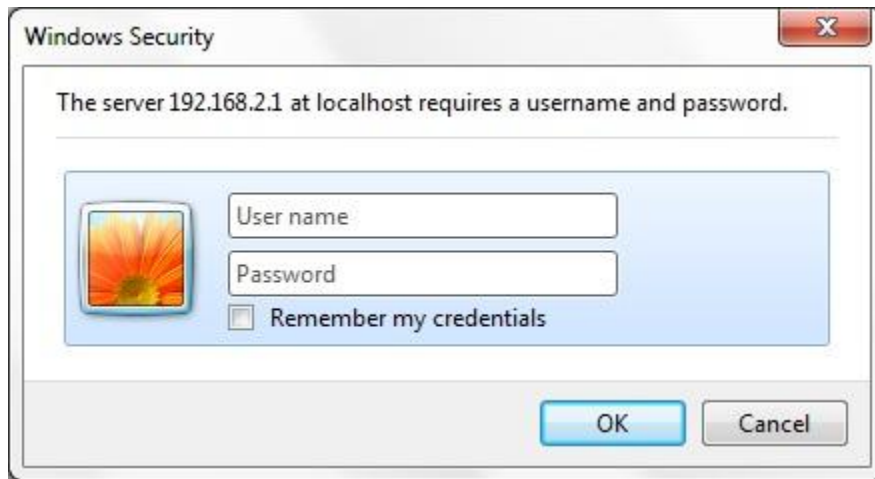 Windows Security
The server 192.168.2.1 at localhost requires a username and password.
User name
Password
Remember my credentials
OK
Cancel